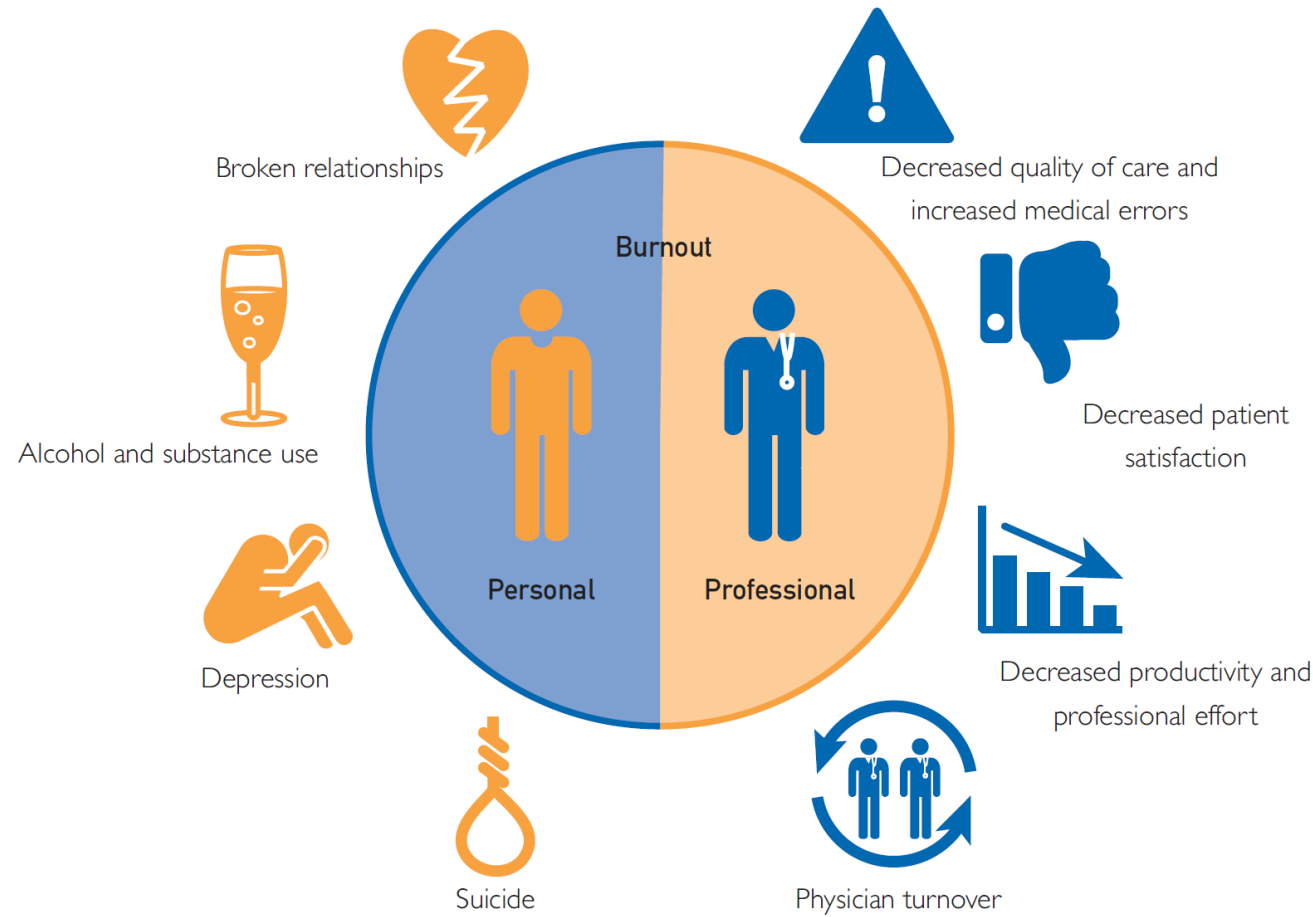 Broken relationships
Decreased quality of care and
increased medical errors
Burnout
Alcohol and substance use
Decreased patient
satisfaction
Personal
Professional
Depression
Decreased productivity and
professional effort
Suicide
Physician turnover